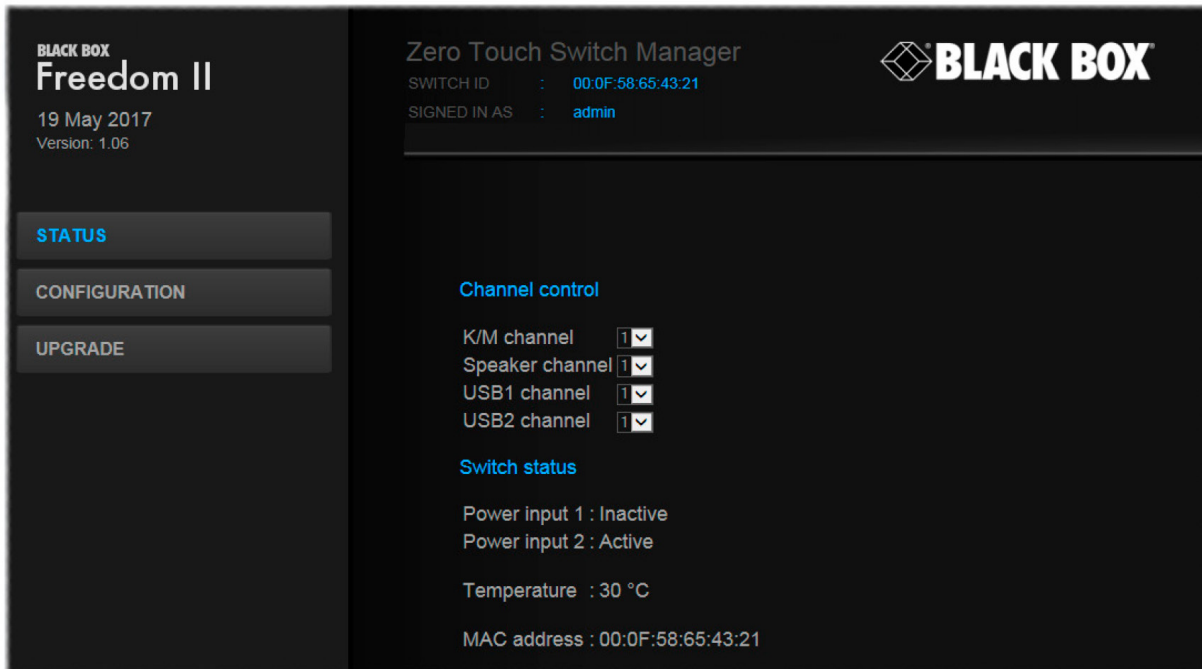 BLACK BOX
Freedom II
19 May 2017
Version: 1.06
STATUS
CONFIGURATION
UPGRADE
Zero Touch Switch Manager
SWITCH ID : 00:0F:58:65:43:21
SIGNED IN AS : admin
BLACK BOX®
Channel control
K/M channel 1
Speaker channel 1
USB1 channel 1
USB2 channel 1
Switch status
Power input 1 : Inactive
Power input 2 : Active
Temperature : 30 °C
MAC address : 00:0F:58:65:43:21